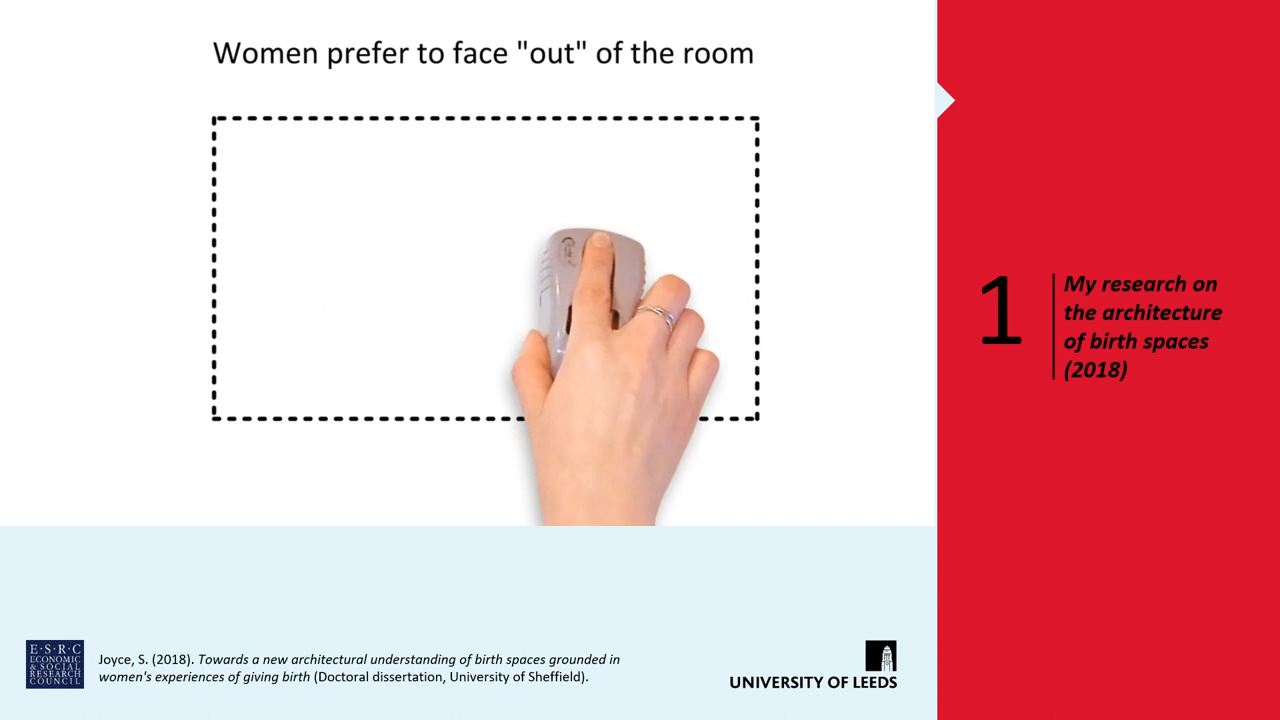 Women prefer to face "out" of the room
1
My research on
the architecture
of birth spaces
(2018)
E·S·R·C
ECONOMIC
& SOCIAL
RESEARCH
COUNCIL
Joyce, S. (2018). Towards a new architectural understanding of birth spaces grounded in
women's experiences of giving birth (Doctoral dissertation, University of Sheffield).
UNIVERSITY OF LEEDS